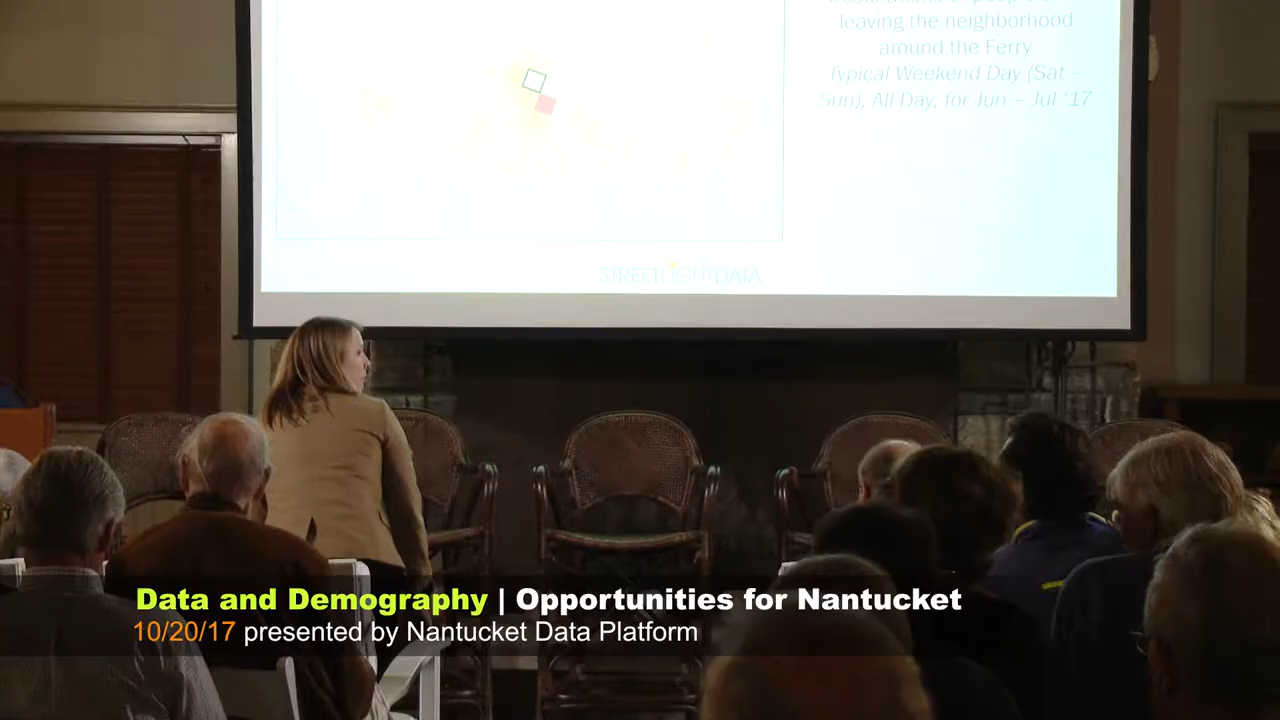 leaving the neighborhood
around the Ferry
Typical Weekend Day (Sat –
Sun), All Day, for Jun – Jul '17
STREETLIGHTDATA
Data and Demography | Opportunities for Nantucket
10/20/17 presented by Nantucket Data Platform